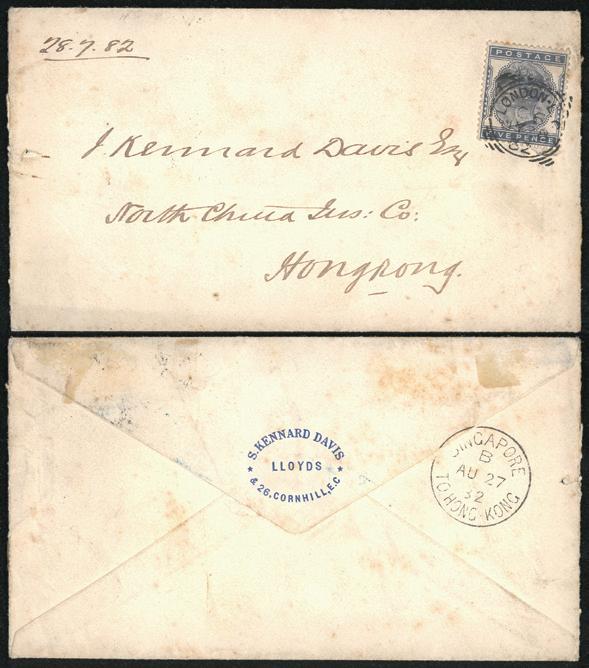 28.7.82
POSTAGE
LONDON
82
FIVE PENCE
J Kennard Davis Esq
North China Ins: Co:
Hongkong.
S. KENNARD DAVIS
LLOYDS
& 26, CORNHILL, E.C
SINGAPORE
B
AU 27
82
TO HONG-KONG